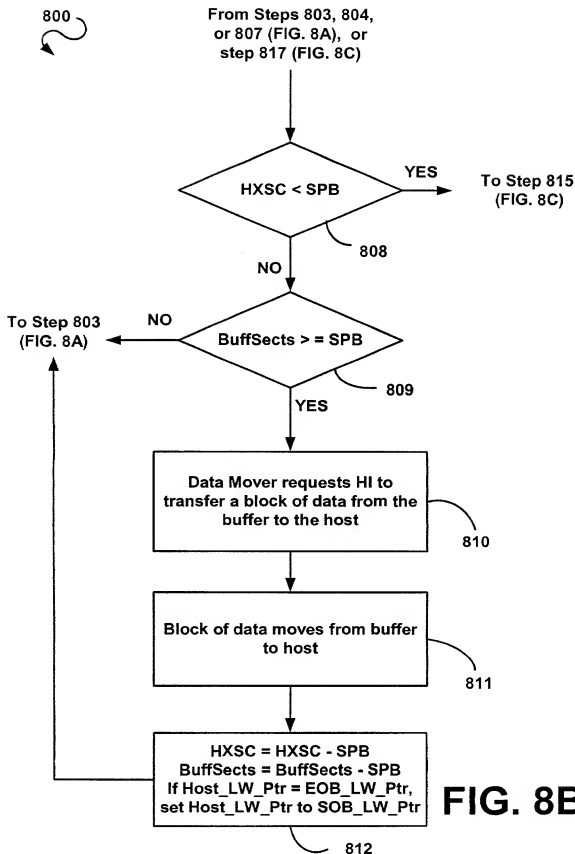 800
From Steps 803, 804,
or 807 (FIG. 8A),  or
step 817 (FIG. 8C)
HXSC < SPB
YES
To Step 815
(FIG. 8C)
808
NO
To Step 803
(FIG. 8A)
NO
BuffSects > = SPB
809
YES
Data Mover requests HI to
transfer a block of data from the
buffer to the host
810
Block of data moves from buffer
to host
811
HXSC = HXSC - SPB
BuffSects = BuffSects - SPB
If Host_LW_Ptr = EOB_LW_Ptr,
set Host_LW_Ptr to SOB_LW_Ptr
812
FIG. 8B